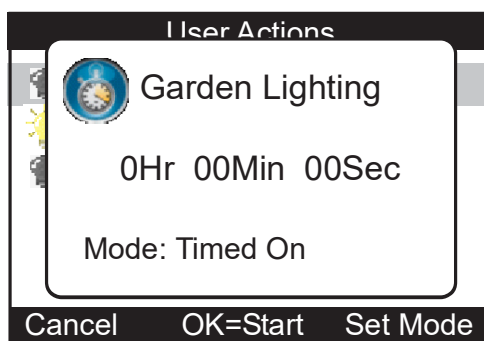 User Actions
Garden Lighting
0Hr 00Min 00Sec
Mode: Timed On
Cancel OK=Start Set Mode